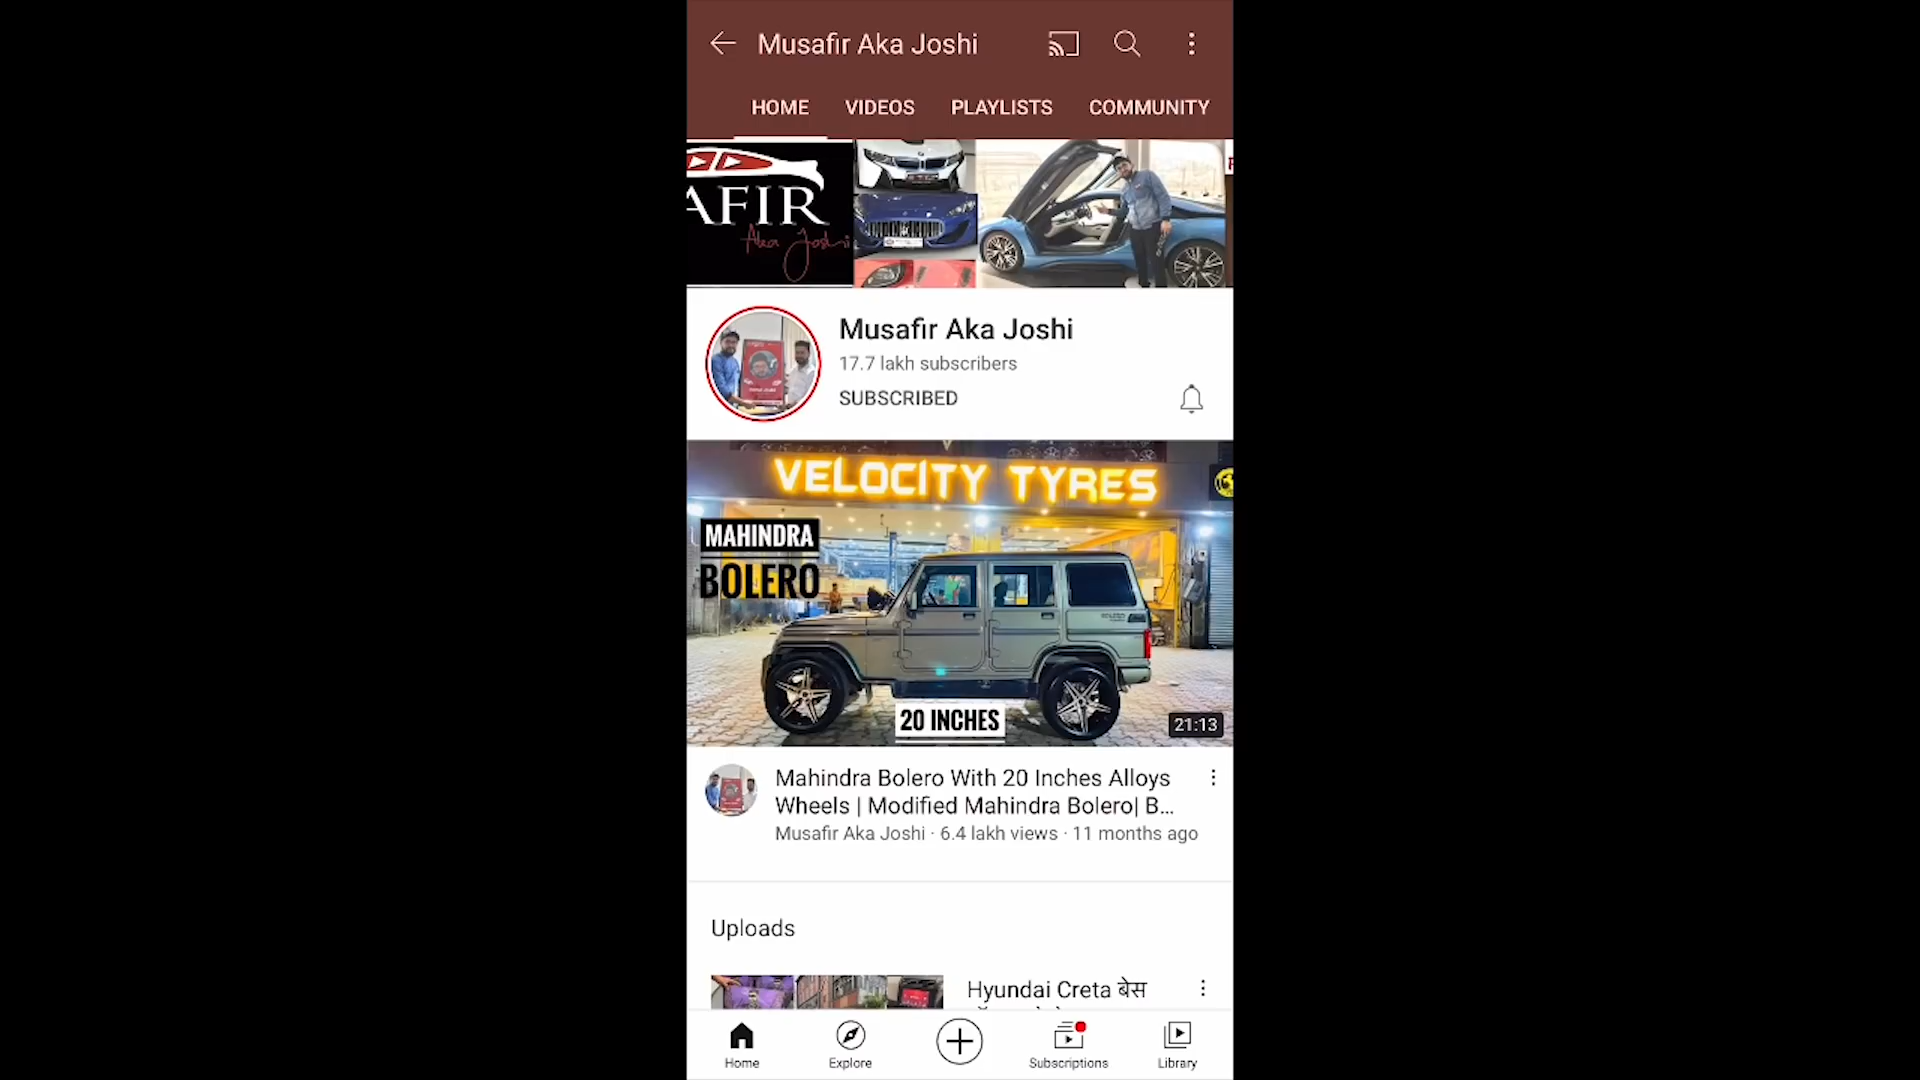 Musafir Aka Joshi
HOME VIDEOS PLAYLISTS COMMUNITY
AFIR
Aka Joshi
Musafir Aka Joshi
17.7 lakh subscribers
SUBSCRIBED
VELOCITY TYRES
MAHINDRA
BOLERO
20 INCHES
21:13
Mahindra Bolero With 20 Inches Alloys
Wheels | Modified Mahindra Bolero| B...
Musafir Aka Joshi · 6.4 lakh views · 11 months ago
Uploads
Hyundai Creta बेस
Home Explore Subscriptions Library